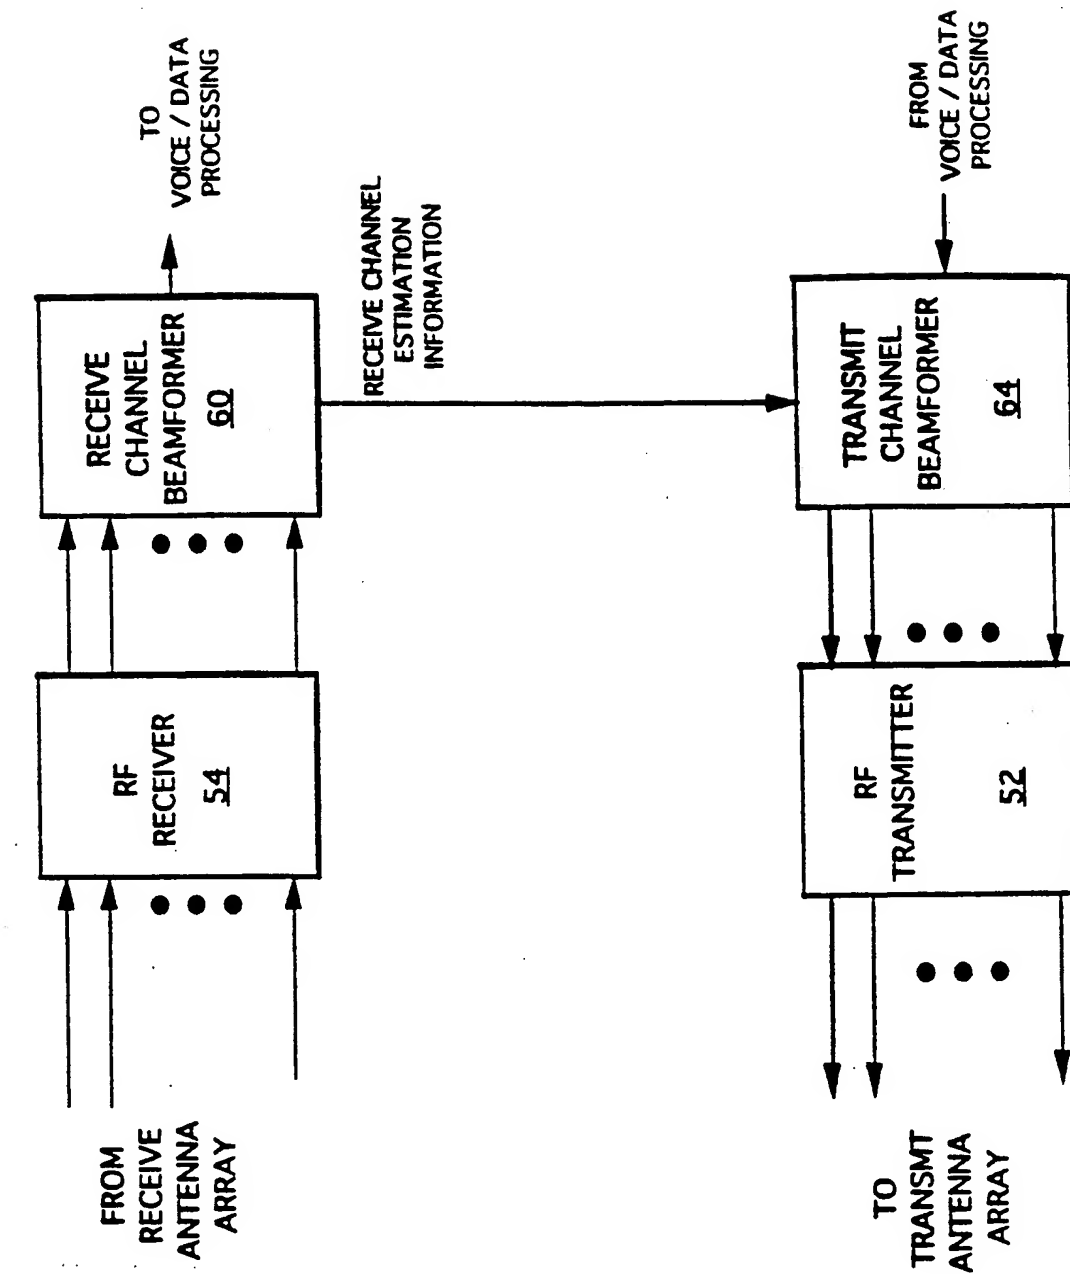 FROM
RECEIVE
ANTENNA
ARRAY
RF
RECEIVER
54
RECEIVE
CHANNEL
BEAMFORMER
60
TO
VOICE / DATA
PROCESSING
RECEIVE CHANNEL
ESTIMATION
INFORMATION
TO
TRANSMT
ANTENNA
ARRAY
RF
TRANSMITTER
52
TRANSMIT
CHANNEL
BEAMFORMER
64
FROM
VOICE / DATA
PROCESSING